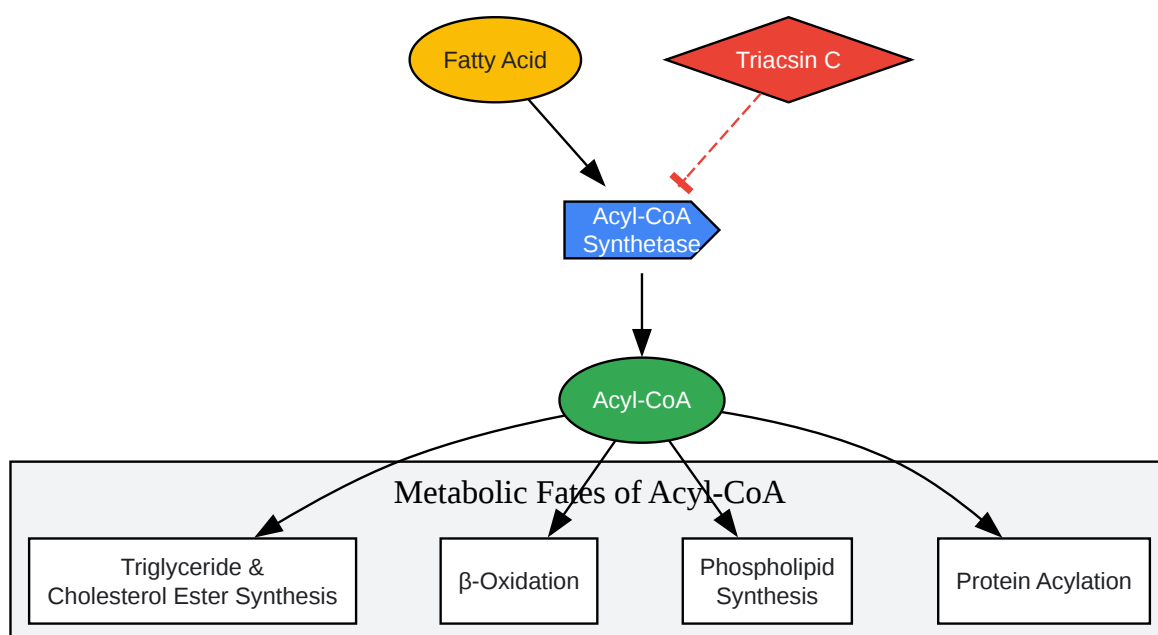 Fatty Acid
Triacsin C
Acyl-CoA
Synthetase
Acyl-CoA
Metabolic Fates of Acyl-CoA
Triglyceride &
Cholesterol Ester Synthesis
β-Oxidation
Phospholipid
Synthesis
Protein Acylation